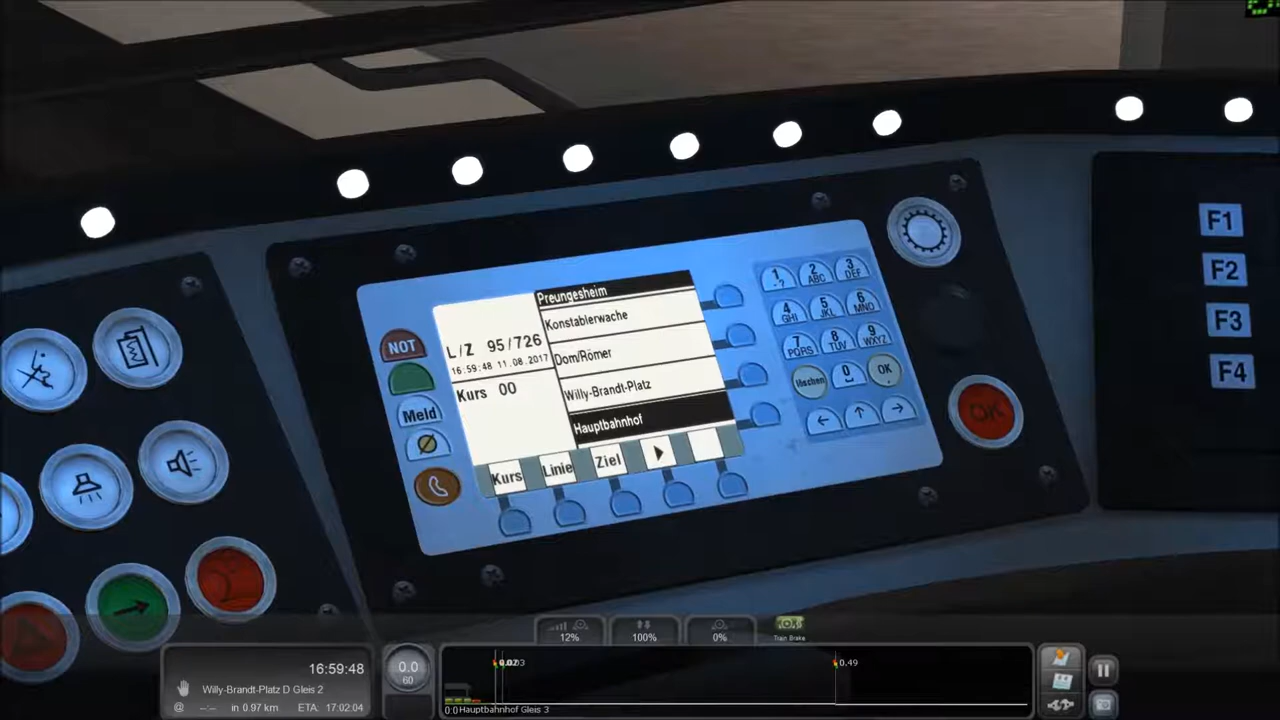 Preungesheim
Konstablerwache
Dom/Römer
Willy-Brandt-Platz
Hauptbahnhof
L/Z 95/726
16:59:48 11.08.2017
Kurs 00
Kurs
Linie
Ziel
NOT
Meld
1
2 ABC
3 DEF
4 GHI
5 JKL
6 MNO
7 PQRS
8 TUV
9 WXYZ
löschen
0
OK
OK
F1
F2
F3
F4
12%
100%
0%
Train Brake
16:59:48
Willy-Brandt-Platz D Gleis 2
@ --:-- in 0.97 km ETA: 17:02:04
0.0
60
0.03
0.49
Hauptbahnhof Gleis 3